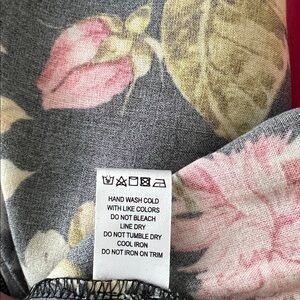 HAND WASH COLD
WITH LIKE COLORS
DO NOT BLEACH
LINE DRY
DO NOT TUMBLE DRY
COOL IRON
DO NOT IRON ON TRIM